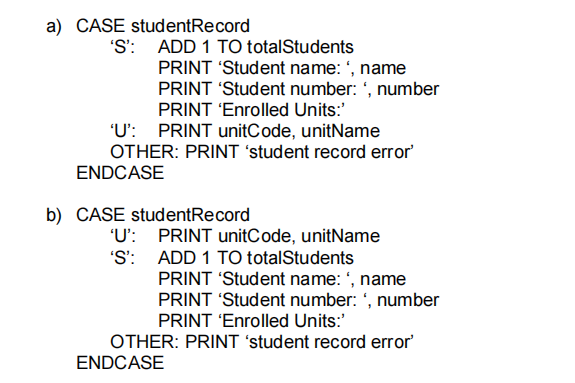 a) CASE studentRecord
‘S’: ADD 1 TO totalStudents
PRINT ‘Student name: ‘, name
PRINT ‘Student number: ‘, number
PRINT ‘Enrolled Units:’
‘U’: PRINT unitCode, unitName
OTHER: PRINT ‘student record error’
ENDCASE
b) CASE studentRecord
‘U’: PRINT unitCode, unitName
‘S’: ADD 1 TO totalStudents
PRINT ‘Student name: ‘, name
PRINT ‘Student number: ‘, number
PRINT ‘Enrolled Units:’
OTHER: PRINT ‘student record error’
ENDCASE